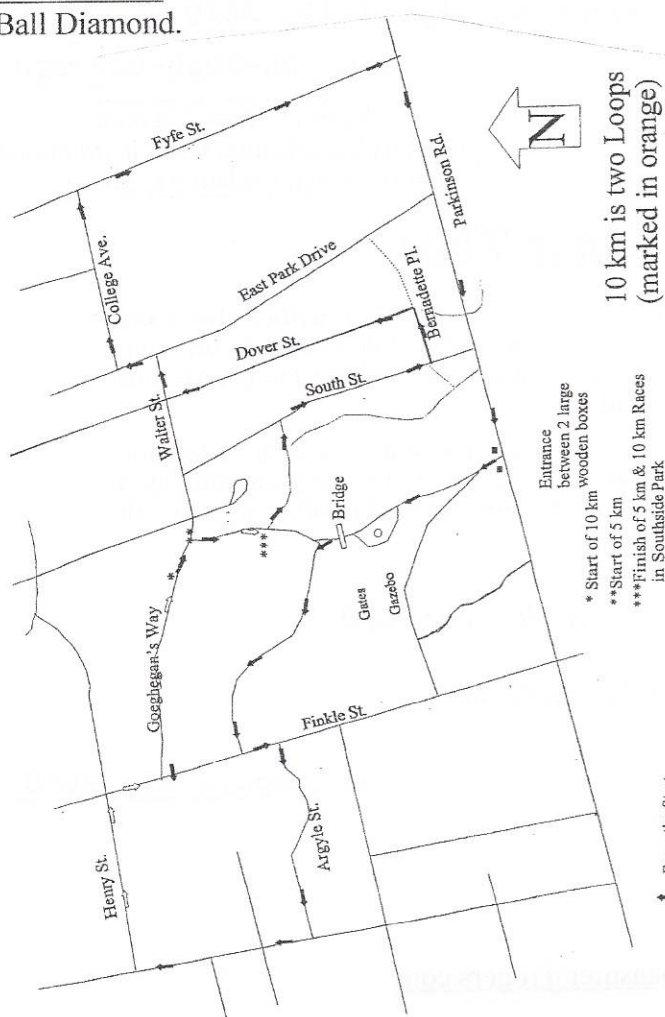 Ball Diamond.
Fyfe St.
College Ave.
East Park Drive
Parkinson Rd.
N
10 km is two Loops
(marked in orange)
Dover St.
Bernadette Pl.
South St.
Walter St.
Bridge
**
***
*
Goeghegan's Way
Gates
Gazebo
Finkle St.
Henry St.
Argyle St.
Entrance
between 2 large
wooden boxes
* Start of 10 km
**Start of 5 km
***Finish of 5 km & 10 km Races
in Southside Park